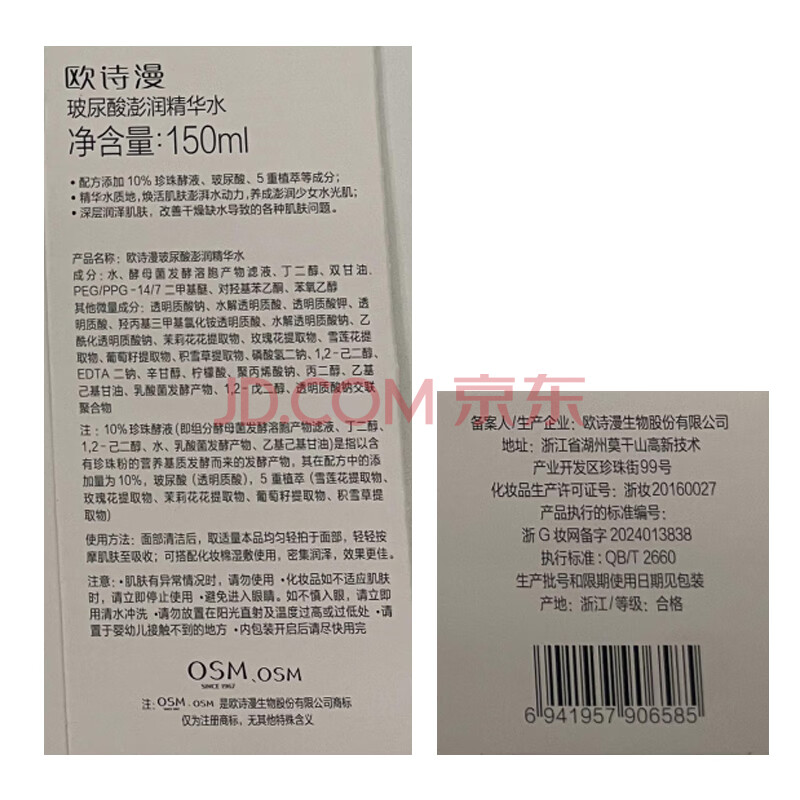 欧诗漫
玻尿酸澎润精华水
净含量:150ml
•配方添加10%珍珠酵液、玻尿酸、5重植萃等成分;
•精华水质地,焕活肌肤澎湃水动力,养成澎润少女水光肌;
•深层润泽肌肤,改善干燥缺水导致的各种肌肤问题。
产品名称:欧诗漫玻尿酸澎润精华水
成分:水、酵母菌发酵溶胞产物滤液、丁二醇、双甘油、
PEG/PPG-14/7二甲基醚、对羟基苯乙酮、苯氧乙醇
其他微量成分:透明质酸钠、水解透明质酸、透明质酸钾、透
明质酸、羟丙基三甲基氯化铵透明质酸、水解透明质酸钠、乙
酰化透明质酸钠、茉莉花花提取物、玫瑰花提取物、雪莲花提
取物、葡萄籽提取物、积雪草提取物、磷酸氢二钠、1,2-己二醇、
EDTA二钠、辛甘醇、柠檬酸、聚丙烯酸钠、丙二醇、乙基
己基甘油、乳酸菌发酵产物、1,2-戊二醇、透明质酸钠交联
聚合物
注:10%珍珠酵液(即组分酵母菌发酵溶胞产物滤液、丁二醇、
1,2-己二醇、水、乳酸菌发酵产物、乙基己基甘油)是指以含
有珍珠粉的营养基质发酵而来的发酵产物,其在配方中的添
加量为10%,玻尿酸(透明质酸),5重植萃(雪莲花提取物、
玫瑰花提取物、茉莉花花提取物、葡萄籽提取物、积雪草提
取物)
使用方法:面部清洁后,取适量本品均匀轻拍于面部,轻轻按
摩肌肤至吸收;可搭配化妆棉湿敷使用,密集润泽,效果更佳。
注意:•肌肤有异常情况时,请勿使用 •化妆品如不适应肌肤
时,请立即停止使用 •避免进入眼睛。如不慎入眼,请立即
用清水冲洗 •请勿放置在阳光直射及温度过高或过低处 •请
置于婴幼儿接触不到的地方 •内包装开启后请尽快用完
OSM、OSM
SINCE 1967
注:OSM、OSM 是欧诗漫生物股份有限公司商标
仅为注册商标,无其他特殊含义
JD.COM 京东
备案人/生产企业:欧诗漫生物股份有限公司
地址:浙江省湖州莫干山高新技术
产业开发区珍珠街99号
化妆品生产许可证号:浙妆20160027
产品执行的标准编号:
浙G妆网备字2024013838
执行标准:QB/T 2660
生产批号和限期使用日期见包装
产地:浙江/等级:合格
6 941957 906585